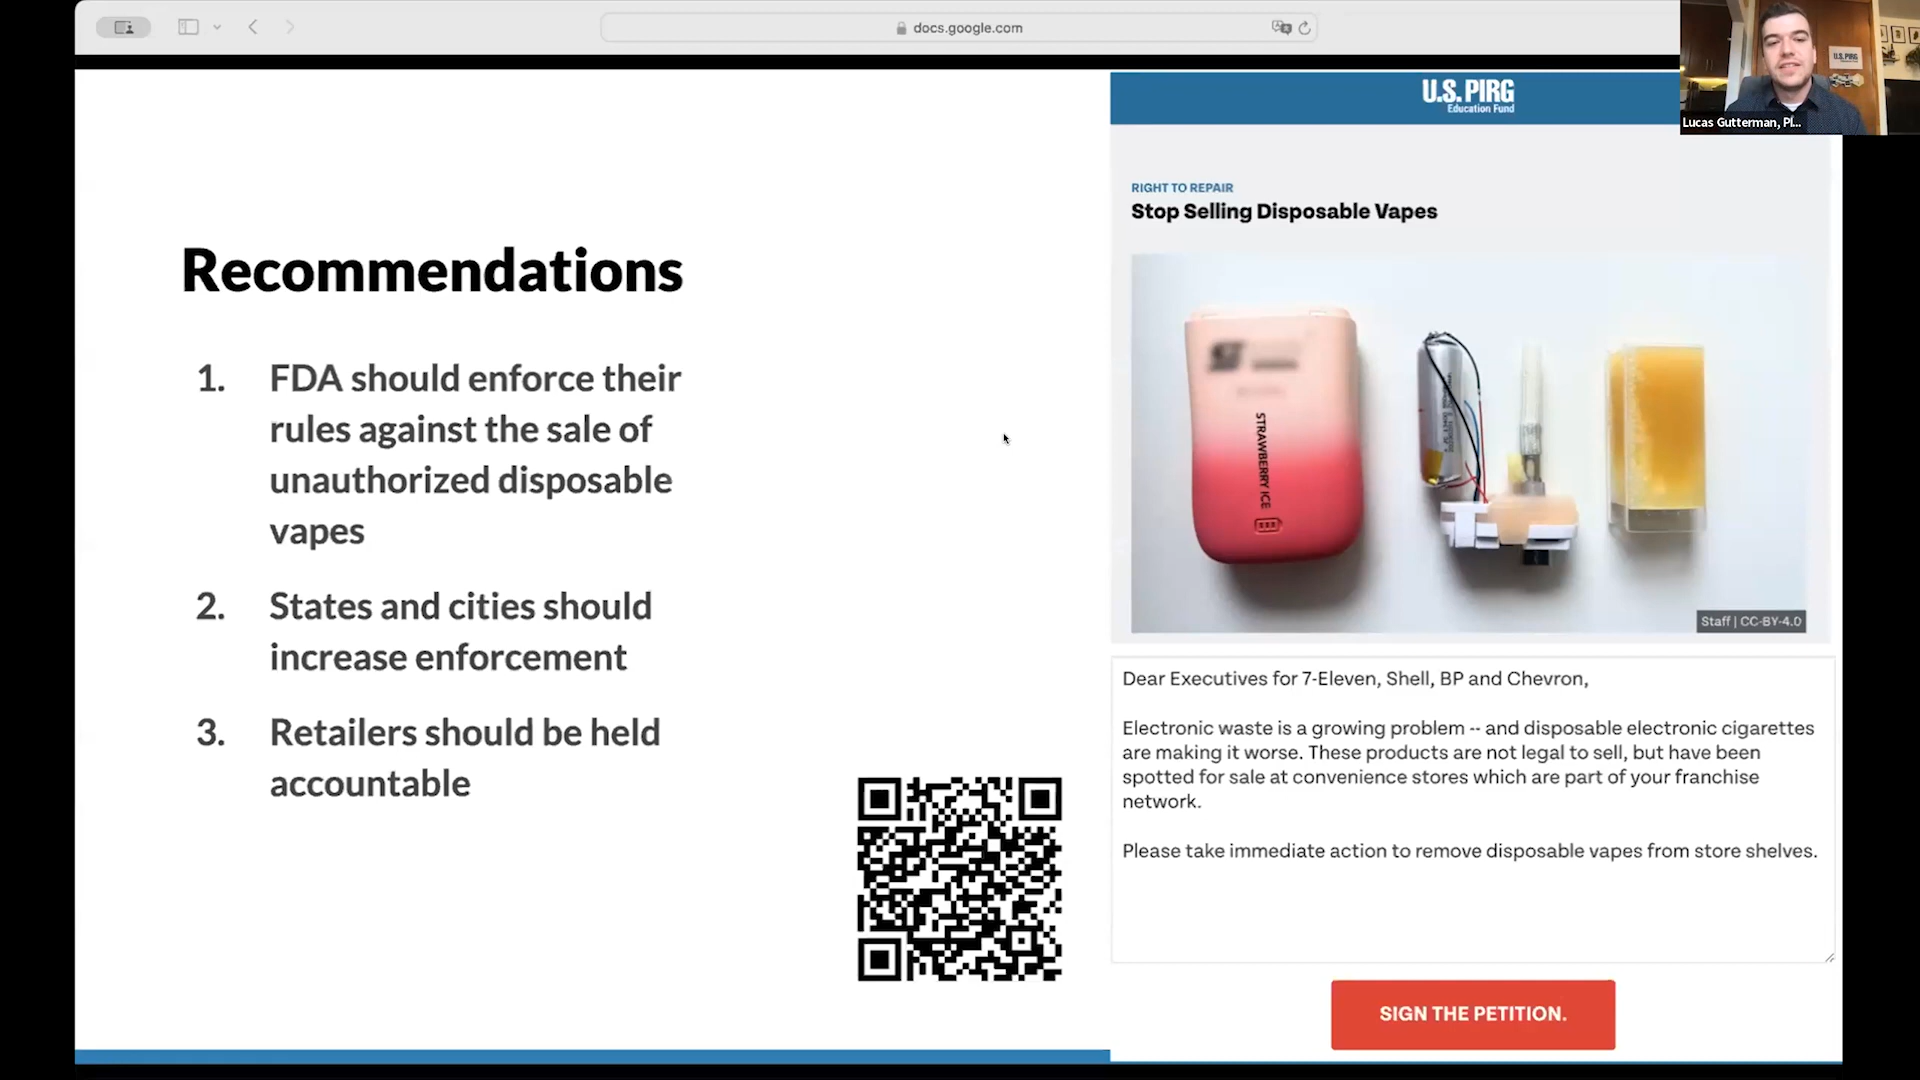 docs.google.com
U.S. PIRG
Lucas Gutterman, Pl...
U.S. PIRG
Education Fund
RIGHT TO REPAIR
Stop Selling Disposable Vapes
Recommendations
1. FDA should enforce their
rules against the sale of
unauthorized disposable
vapes
2. States and cities should
increase enforcement
3. Retailers should be held
accountable
STRAWBERRY ICE
Staff | CC-BY-4.0
Dear Executives for 7-Eleven, Shell, BP and Chevron,
Electronic waste is a growing problem -- and disposable electronic cigarettes
are making it worse. These products are not legal to sell, but have been
spotted for sale at convenience stores which are part of your franchise
network.
Please take immediate action to remove disposable vapes from store shelves.
SIGN THE PETITION.